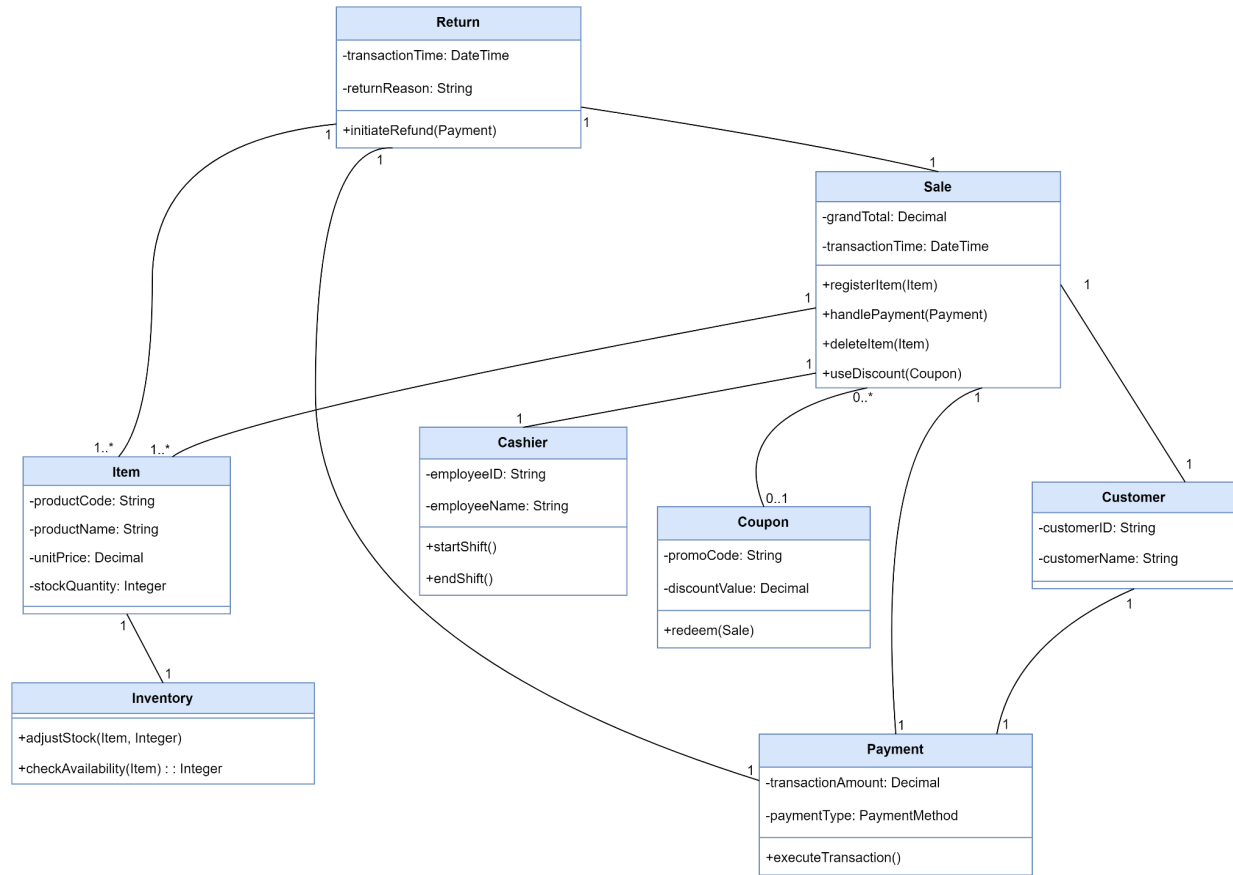 Return
-transactionTime: DateTime
-returnReason: String
+initiateRefund(Payment)
1
1
1
1
Sale
-grandTotal: Decimal
-transactionTime: DateTime
+registerItem(Item)
+handlePayment(Payment)
+deleteItem(Item)
+useDiscount(Coupon)
1
1
1
0..*
1
1..*
1..*
Item
-productCode: String
-productName: String
-unitPrice: Decimal
-stockQuantity: Integer
1
1
Cashier
-employeeID: String
-employeeName: String
+startShift()
+endShift()
0..1
Coupon
-promoCode: String
-discountValue: Decimal
+redeem(Sale)
1
Customer
-customerID: String
-customerName: String
1
1
Inventory
+adjustStock(Item, Integer)
+checkAvailability(Item) : : Integer
1
1
1
Payment
-transactionAmount: Decimal
-paymentType: PaymentMethod
+executeTransaction()